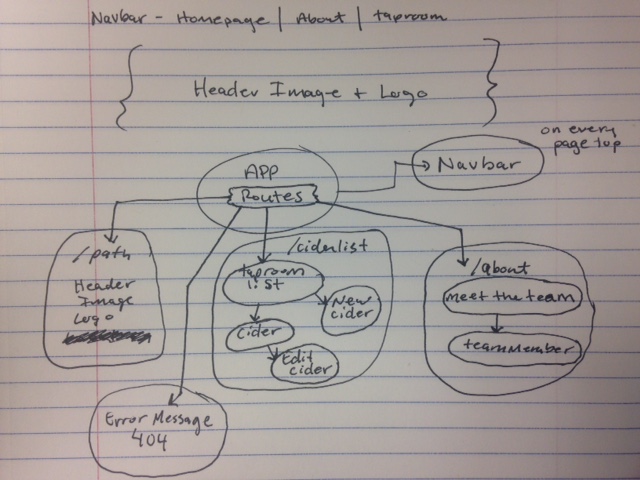 Navbar - Homepage | About | taproom
Header Image + Logo
on every
page top
Navbar
APP
Routes
/path
Header
Image
Logo
/ciderlist
taproom
list
New
cider
Cider
Edit
cider
/about
meet the team
teamMember
Error Message
404